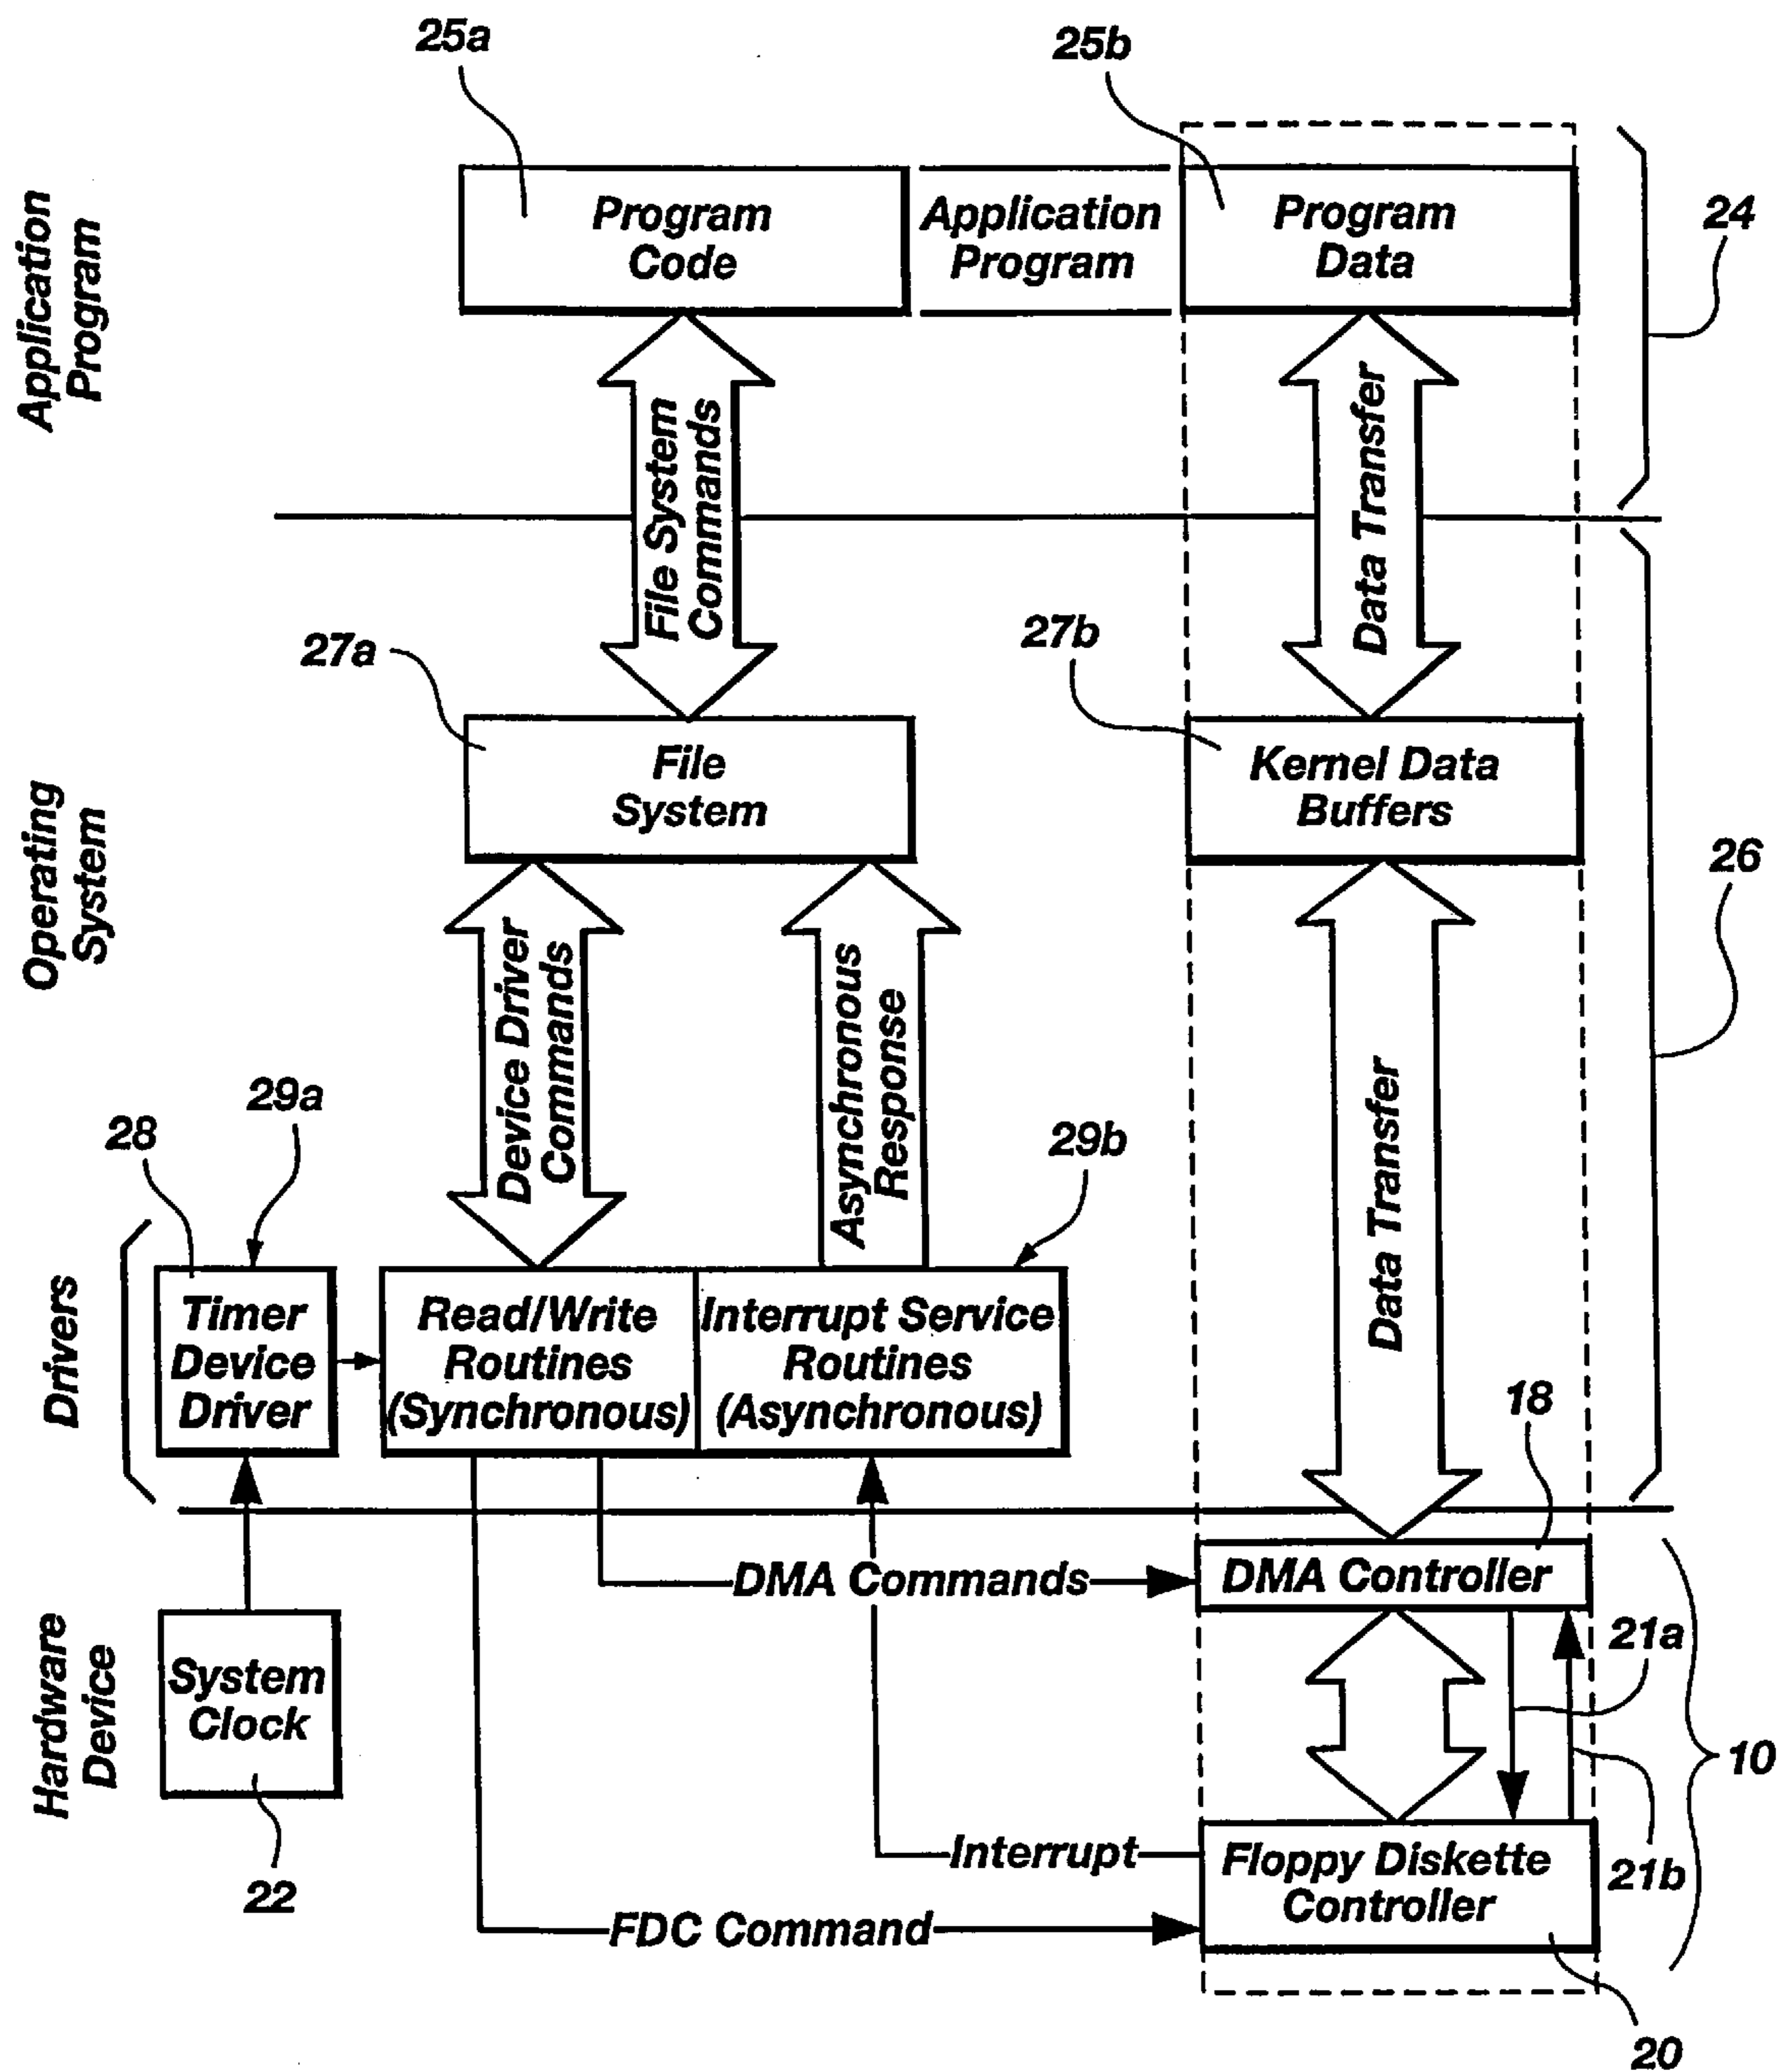 25a
25b
Application
Program
Program
Code
Application
Program
Program
Data
24
File System
Commands
Data Transfer
27a
27b
Operating
System
File
System
Kernel Data
Buffers
26
Device Driver
Commands
Asynchronous
Response
Data Transfer
28
29a
29b
Drivers
Timer
Device
Driver
Read/Write
Routines
(Synchronous)
Interrupt Service
Routines
(Asynchronous)
18
DMA Commands
DMA Controller
Hardware
Device
System
Clock
22
21a
10
Interrupt
Floppy Diskette
Controller
21b
FDC Command
20